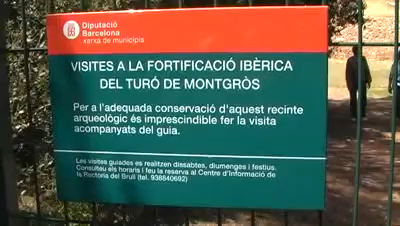 Diputació
Barcelona
xarxa de municipis
VISITES A LA FORTIFICACIÓ IBÈRICA
DEL TURÓ DE MONTGRÒS
Per a l'adequada conservació d'aquest recinte
arqueològic és imprescindible fer la visita
acompanyats del guia.
Les visites guiades es realitzen dissabtes, diumenges i festius.
Consulteu els horaris i feu la reserva al Centre d'Informació de
la Rectoria del Brull (tel. 938840692)